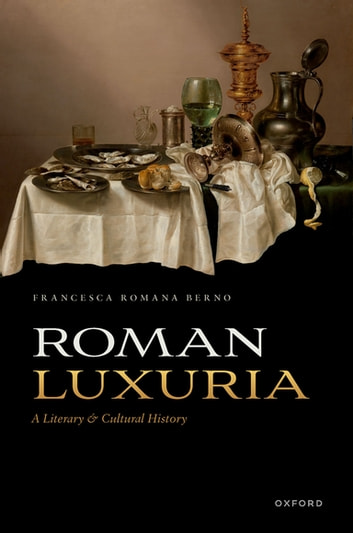 FRANCESCA ROMANA BERNO
ROMAN
LUXURIA
A Literary & Cultural History
OXFORD